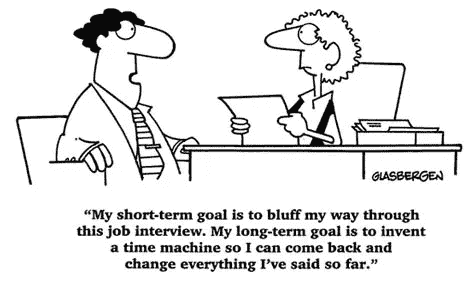 GLASBERGEN
“My short-term goal is to bluff my way through
this job interview. My long-term goal is to invent
a time machine so I can come back and
change everything I’ve said so far.”